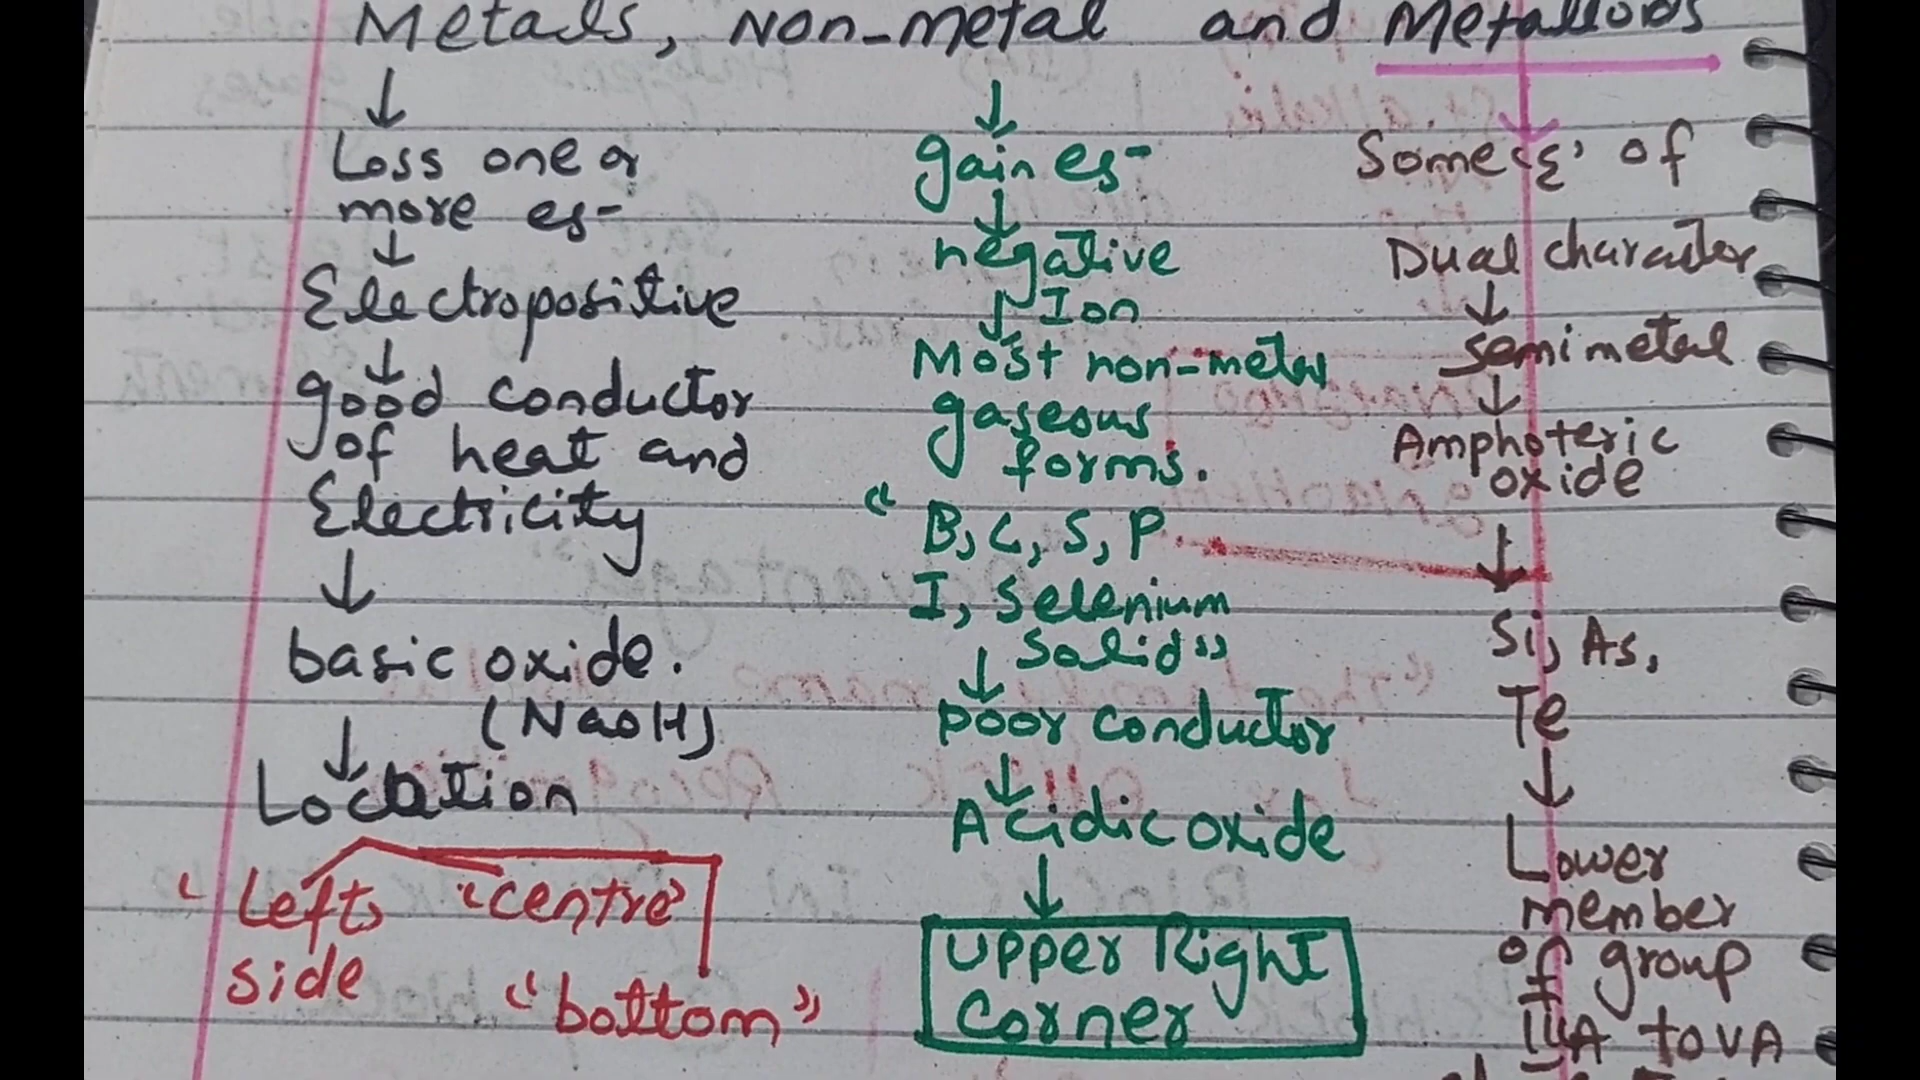 Metals, Non-metal and Metalloids
Loss one or
more es-
Electropositive
good conductor
of heat and
Electricity
basic oxide.
(NaOH)
Location
"Left
side
"centre"
"bottom"
gain es-
negative
Ion
Most non-metal
gaseous
forms.
"B, C, S, P
I, Selenium
Solid"
poor conductor
Acidic oxide
Upper Right
Corner
Some 'E' of
Dual character
semimetal
Amphoteric
oxide
Si, As,
Te
Lower
member
of group
to VA